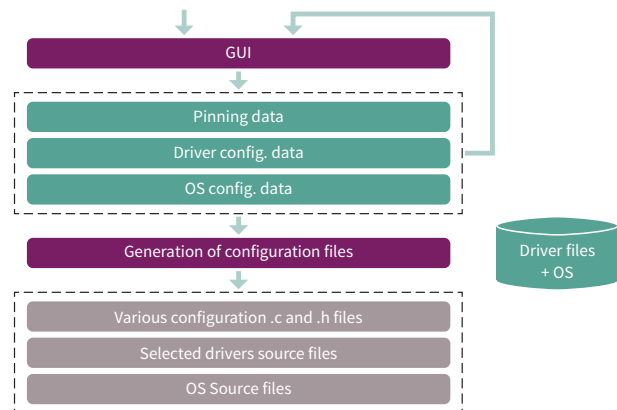 GUI
Pinning data
Driver config. data
OS config. data
Generation of configuration files
Driver files
+ OS
Various configuration .c and .h files
Selected drivers source files
OS Source files